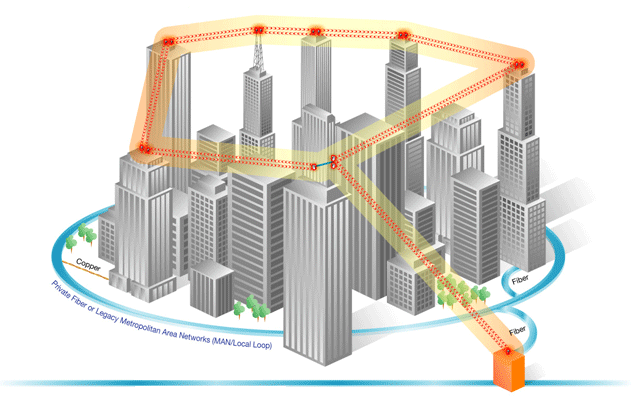 Copper
Private Fiber or Legacy Metropolitan Area Networks (MAN/Local Loop)
Fiber
Fiber